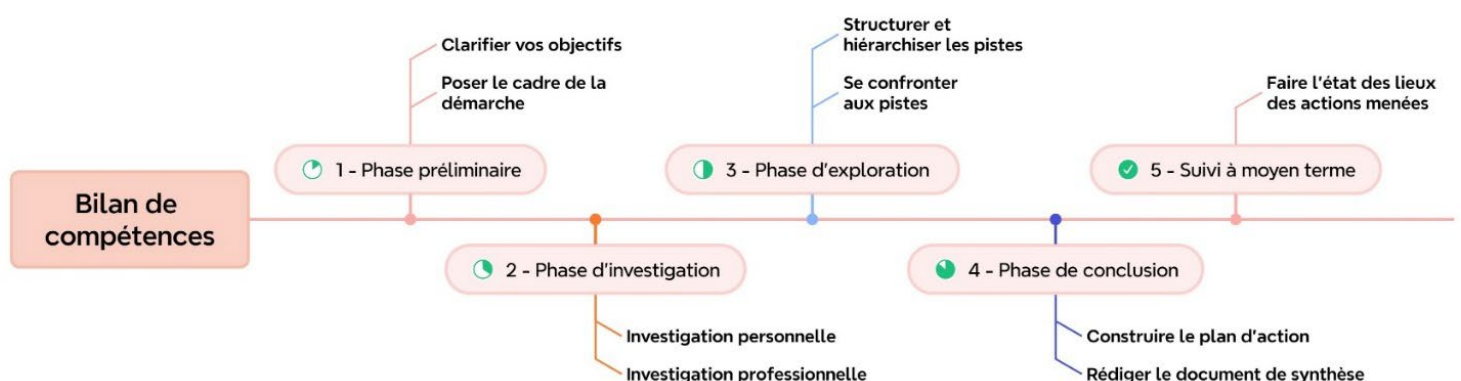 Bilan de
compétences
Clarifier vos objectifs
Poser le cadre de la
démarche
1 - Phase préliminaire
2 - Phase d'investigation
Investigation personnelle
Investigation professionnelle
Structurer et
hiérarchiser les pistes
Se confronter
aux pistes
3 - Phase d'exploration
4 - Phase de conclusion
Construire le plan d'action
Rédiger le document de synthèse
Faire l'état des lieux
des actions menées
5 - Suivi à moyen terme